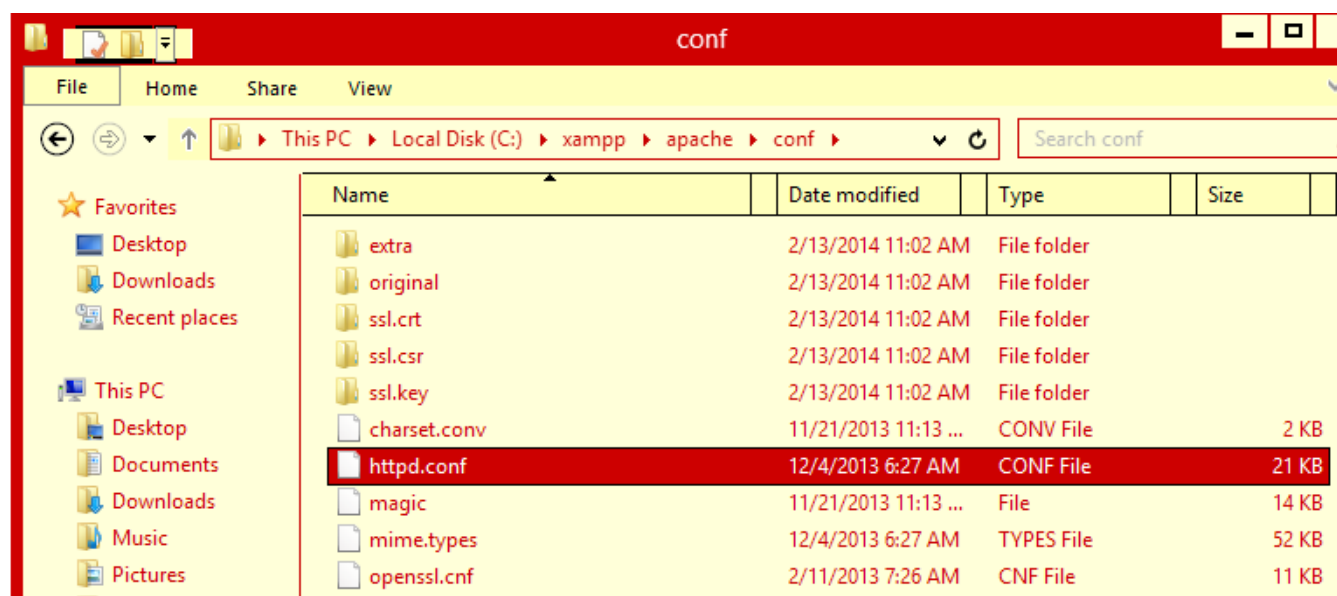 conf
File Home Share View
This PC Local Disk (C:) xampp apache conf Search conf
Name Date modified Type Size
Favorites
Desktop
Downloads
Recent places
This PC
Desktop
Documents
Downloads
Music
Pictures
extra 2/13/2014 11:02 AM File folder
original 2/13/2014 11:02 AM File folder
ssl.crt 2/13/2014 11:02 AM File folder
ssl.csr 2/13/2014 11:02 AM File folder
ssl.key 2/13/2014 11:02 AM File folder
charset.conv 11/21/2013 11:13 ... CONV File 2 KB
httpd.conf 12/4/2013 6:27 AM CONF File 21 KB
magic 11/21/2013 11:13 ... File 14 KB
mime.types 12/4/2013 6:27 AM TYPES File 52 KB
openssl.cnf 2/11/2013 7:26 AM CNF File 11 KB